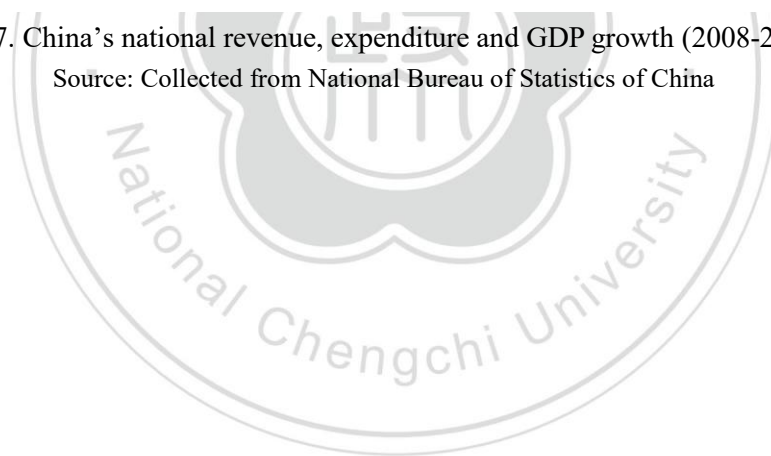 7. China’s national revenue, expenditure and GDP growth (2008-2
Source: Collected from National Bureau of Statistics of China
National Chengchi University